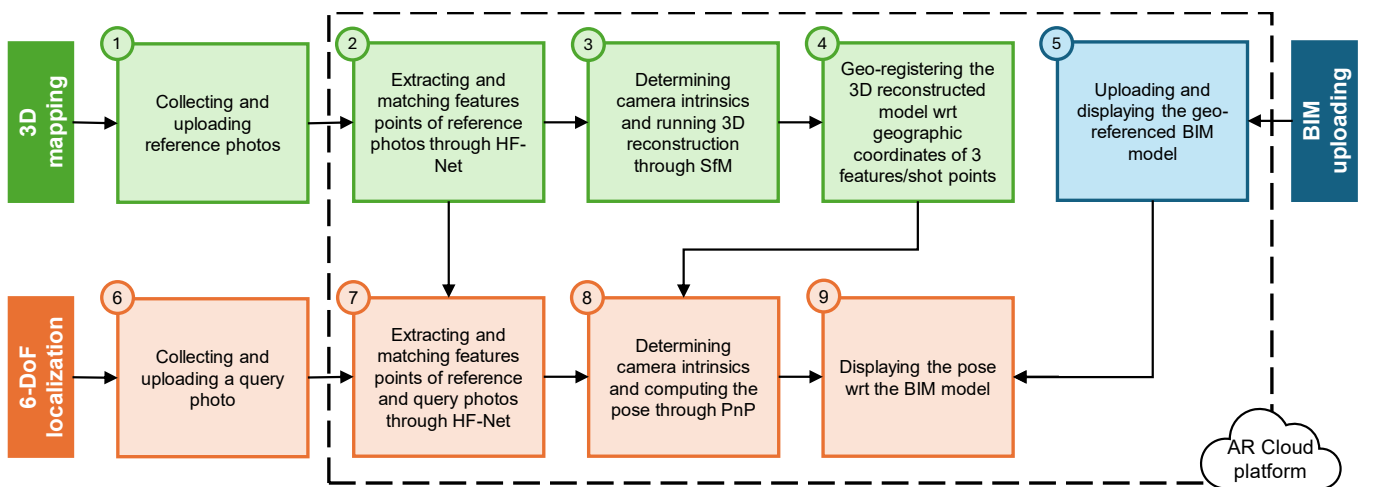 3D
mapping
1
Collecting and
uploading
reference photos
2
Extracting and
matching features
points of reference
photos through HF-
Net
3
Determining
camera intrinsics
and running 3D
reconstruction
through SfM
4
Geo-registering the
3D reconstructed
model wrt
geographic
coordinates of 3
features/shot points
5
Uploading and
displaying the geo-
referenced BIM
model
BIM
uploading
6-DoF
localization
6
Collecting and
uploading a query
photo
7
Extracting and
matching features
points of reference
and query photos
through HF-Net
8
Determining
camera intrinsics
and computing the
pose through PnP
9
Displaying the pose
wrt the BIM model
AR Cloud
platform